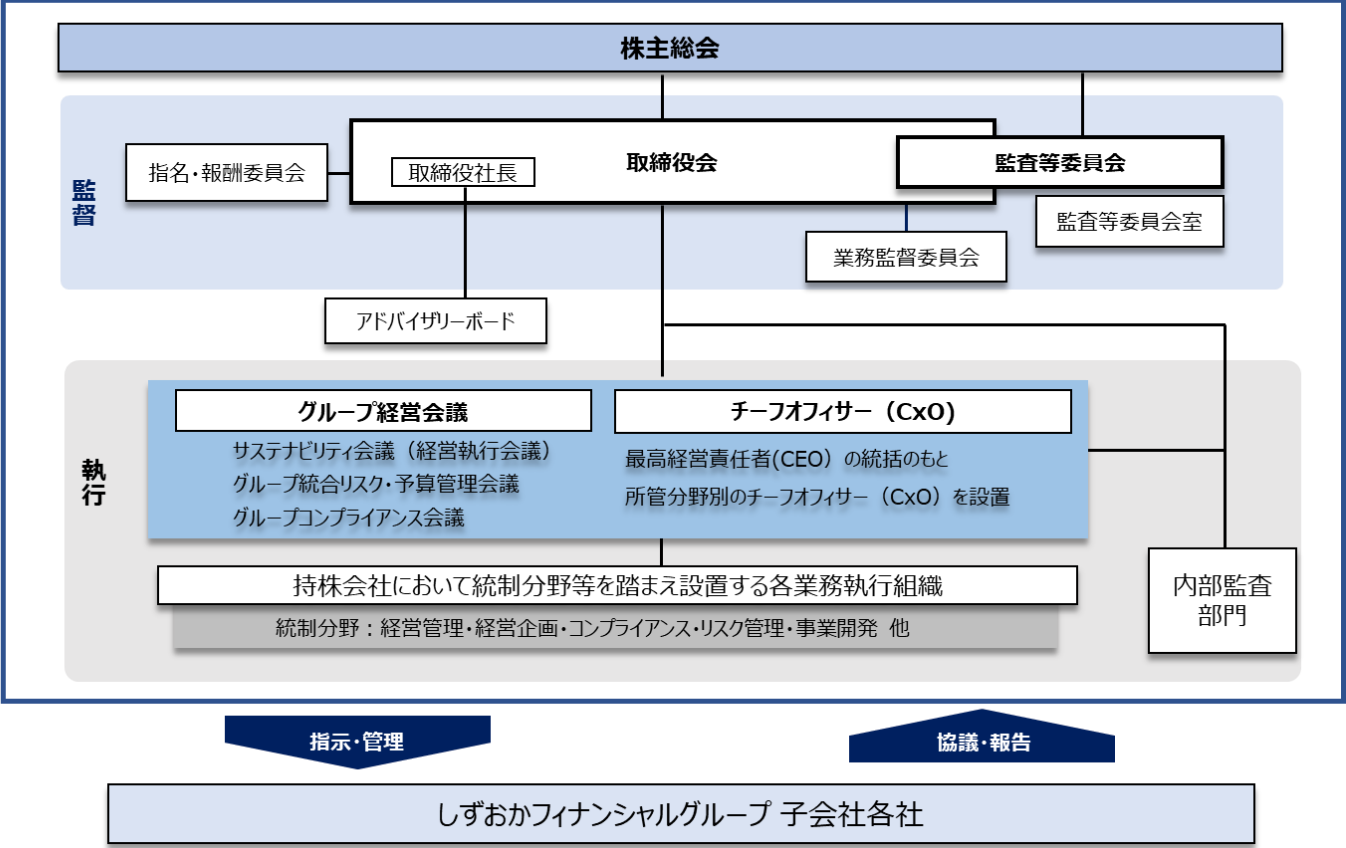 株主総会
監督
指名・報酬委員会
取締役社長
取締役会
監査等委員会
監査等委員会室
業務監督委員会
アドバイザリーボード
執行
グループ経営会議
サステナビリティ会議（経営執行会議）
グループ統合リスク・予算管理会議
グループコンプライアンス会議
チーフオフィサー（CxO)
最高経営責任者(CEO）の統括のもと
所管分野別のチーフオフィサー（CxO）を設置
持株会社において統制分野等を踏まえ設置する各業務執行組織
統制分野：経営管理・経営企画・コンプライアンス・リスク管理・事業開発 他
内部監査
部門
指示・管理
協議・報告
しずおかフィナンシャルグループ 子会社各社